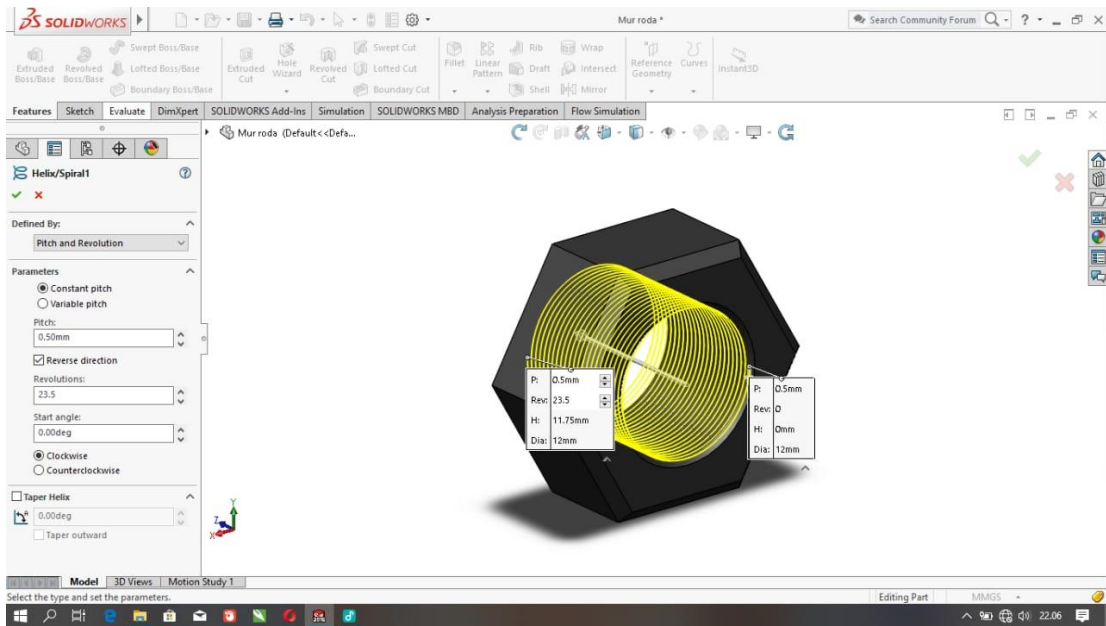 SOLIDWORKS
Mur roda *
Search Community Forum
?
Extruded Boss/Base
Revolved Boss/Base
Swept Boss/Base
Lofted Boss/Base
Boundary Boss/Base
Extruded Cut
Hole Wizard
Revolved Cut
Swept Cut
Lofted Cut
Boundary Cut
Fillet
Linear Pattern
Rib
Draft
Shell
Wrap
Intersect
Mirror
Reference Geometry
Curves
Instant3D
Features Sketch Evaluate DimXpert SOLIDWORKS Add-Ins Simulation SOLIDWORKS MBD Analysis Preparation Flow Simulation
Mur roda (Default<<Defa...
Helix/Spiral1
Defined By:
Pitch and Revolution
Parameters
Constant pitch
Variable pitch
Pitch:
0.50mm
Reverse direction
Revolutions:
23.5
Start angle:
0.00deg
Clockwise
Counterclockwise
Taper Helix
0.00deg
Taper outward
P: 0.5mm
Rev: 23.5
H: 11.75mm
Dia: 12mm
P: 0.5mm
Rev: 0
H: 0mm
Dia: 12mm
Y
Z
X
Model 3D Views Motion Study 1
Select the type and set the parameters.
Editing Part MMGS
22.06